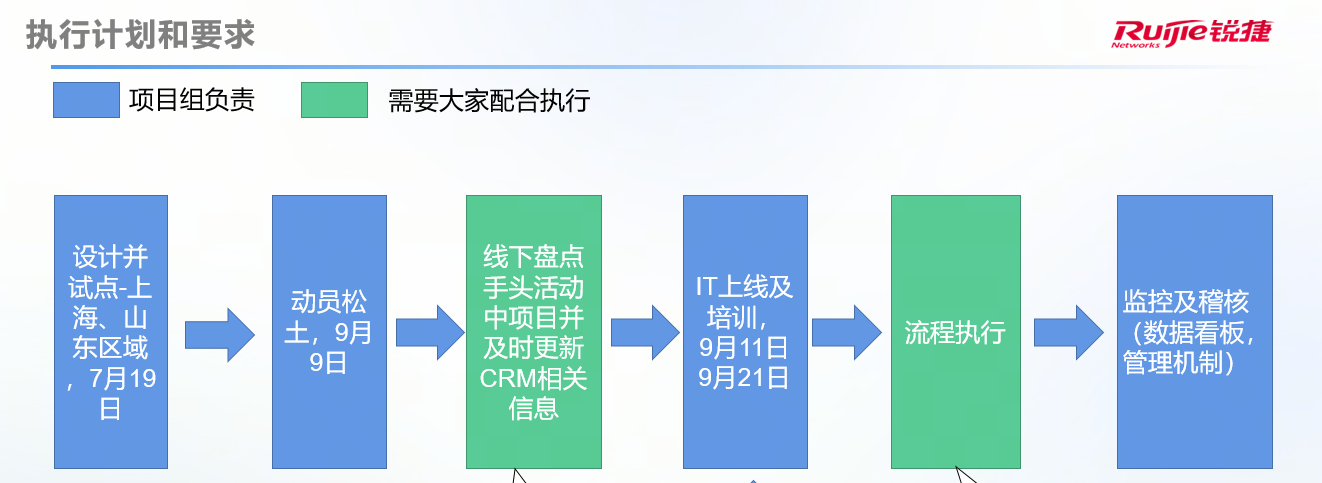 执行计划和要求
Ruijie锐捷
Networks
项目组负责
需要大家配合执行
设计并
试点-上
海、山
东区域
，7月19
日
动员松
土，9月
9日
线下盘点
手头活动
中项目并
及时更新
CRM相关
信息
IT上线及
培训，
9月11日
9月21日
流程执行
监控及稽核
（数据看板，
管理机制）